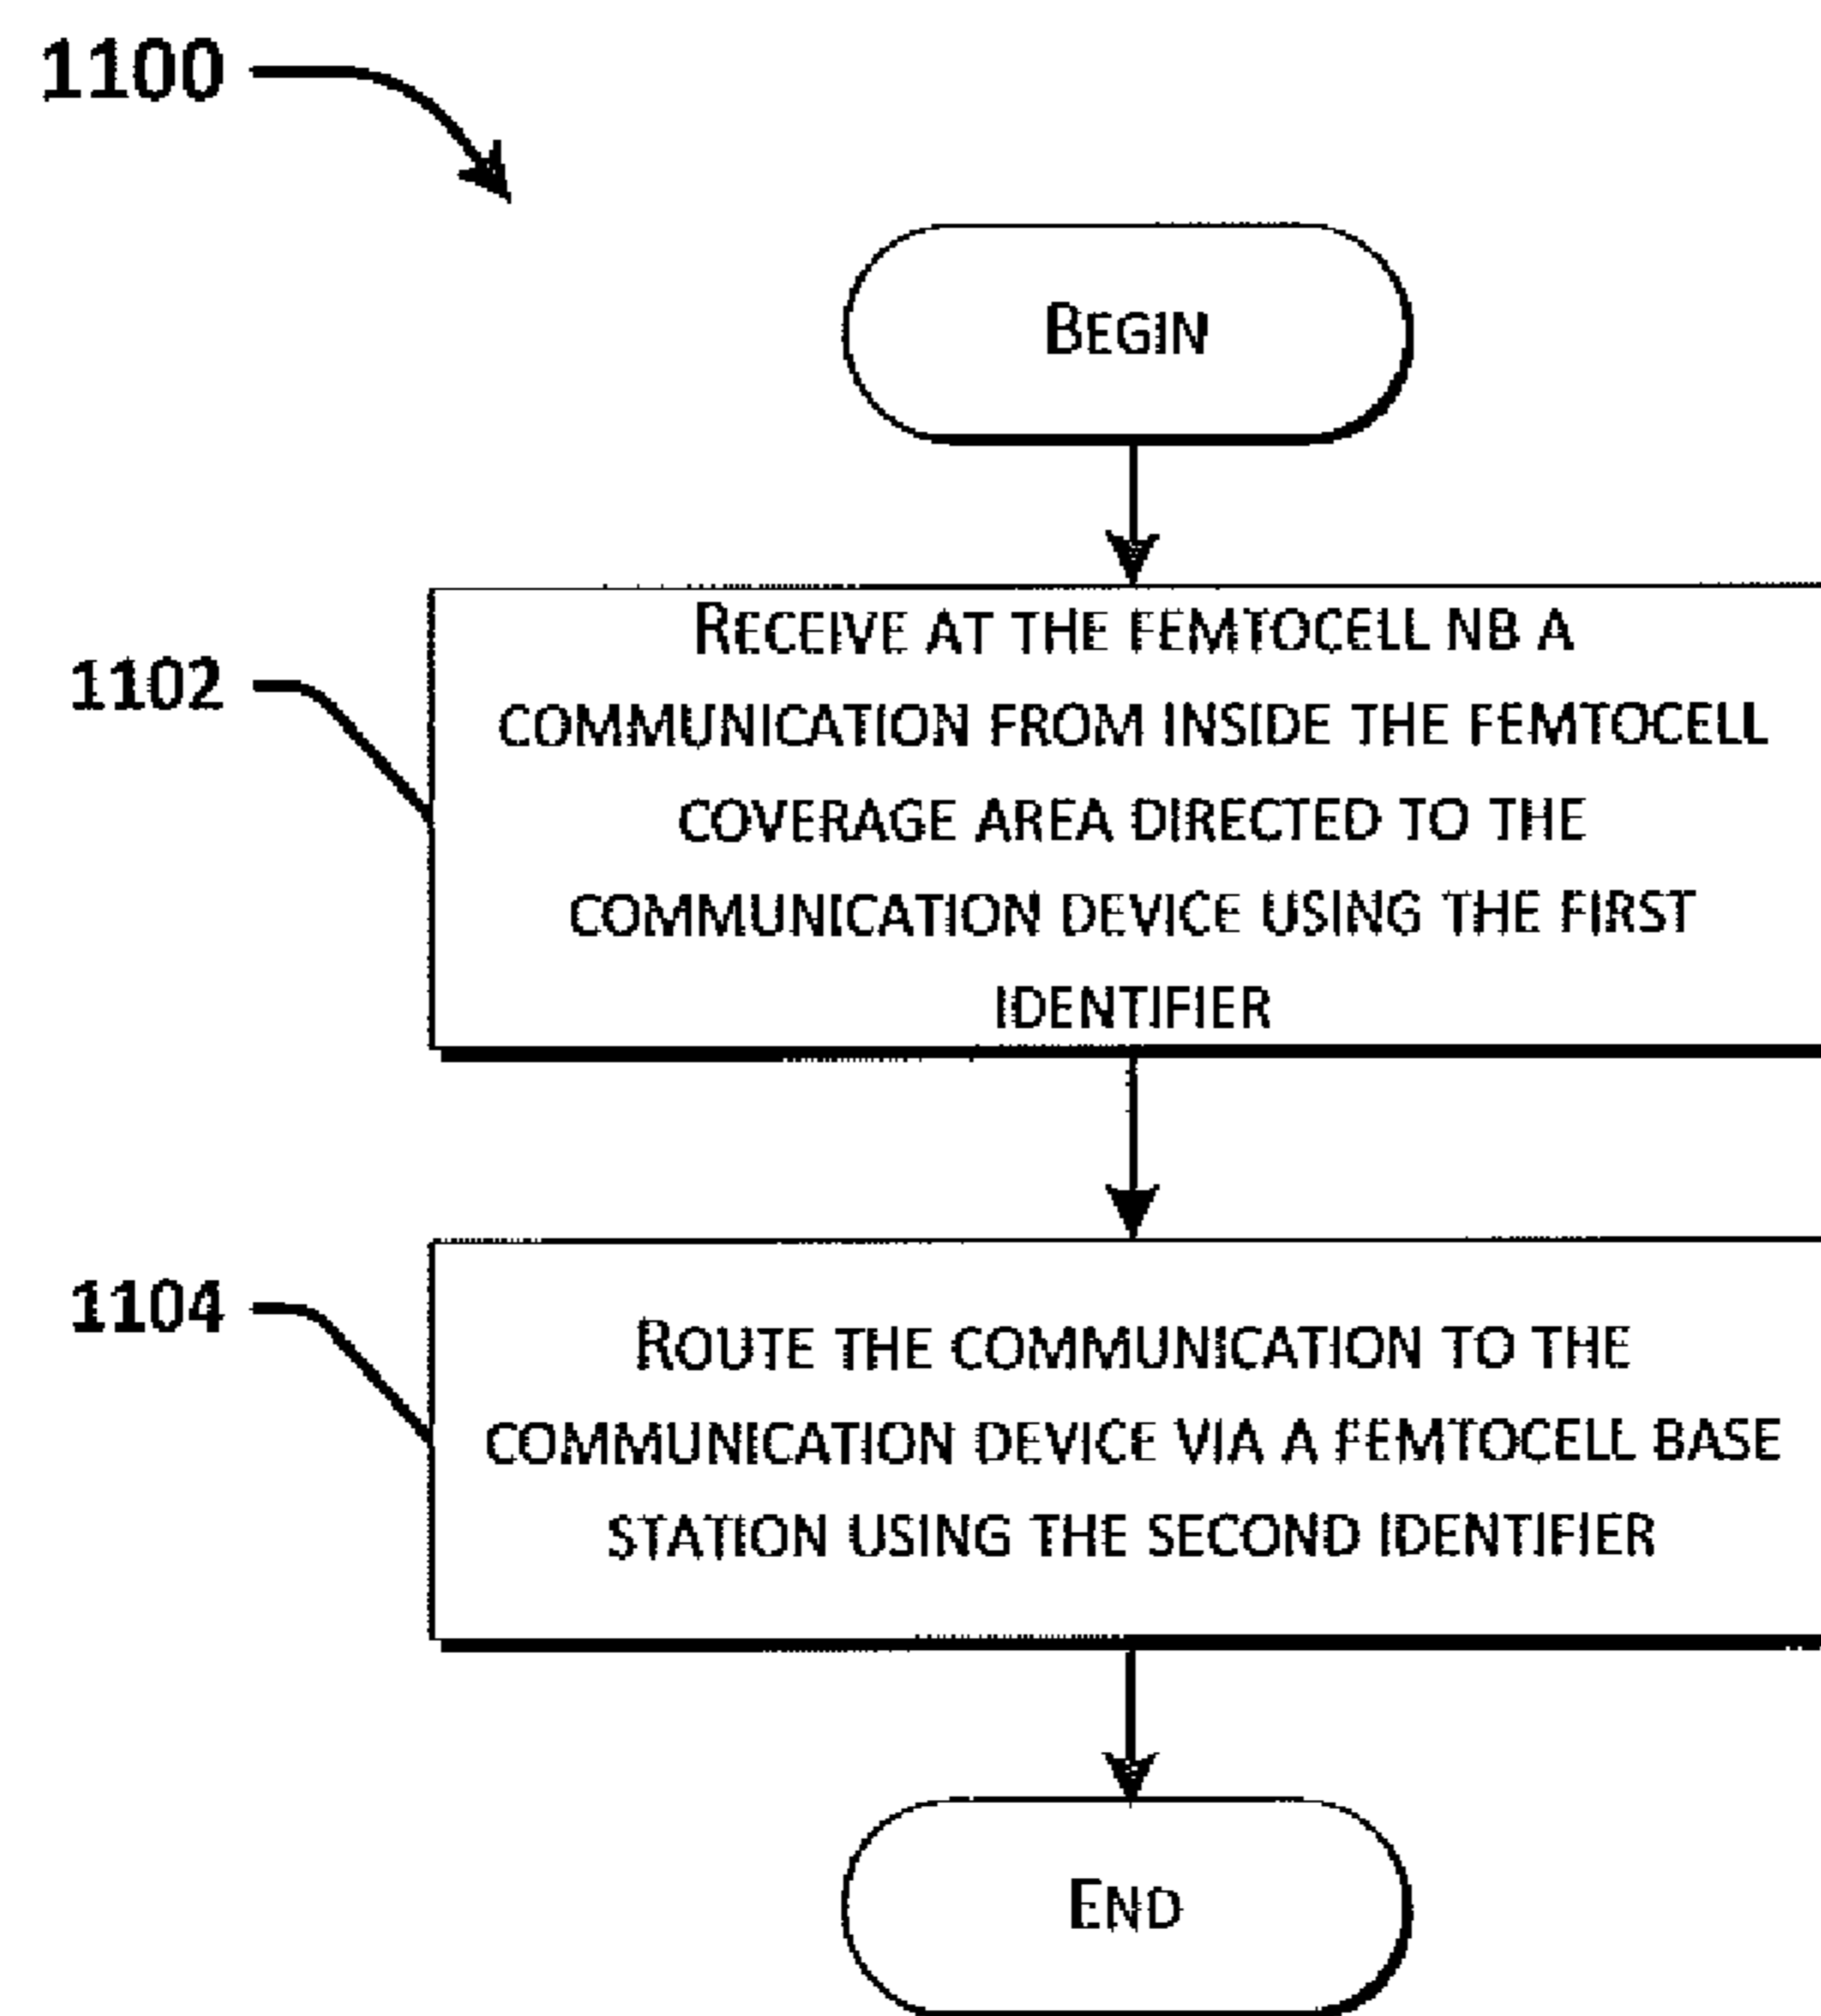 1100
BEGIN
1102
RECEIVE AT THE FEMTOCELL NB A
COMMUNICATION FROM INSIDE THE FEMTOCELL
COVERAGE AREA DIRECTED TO THE
COMMUNICATION DEVICE USING THE FIRST
IDENTIFIER
1104
ROUTE THE COMMUNICATION TO THE
COMMUNICATION DEVICE VIA A FEMTOCELL BASE
STATION USING THE SECOND IDENTIFIER
END